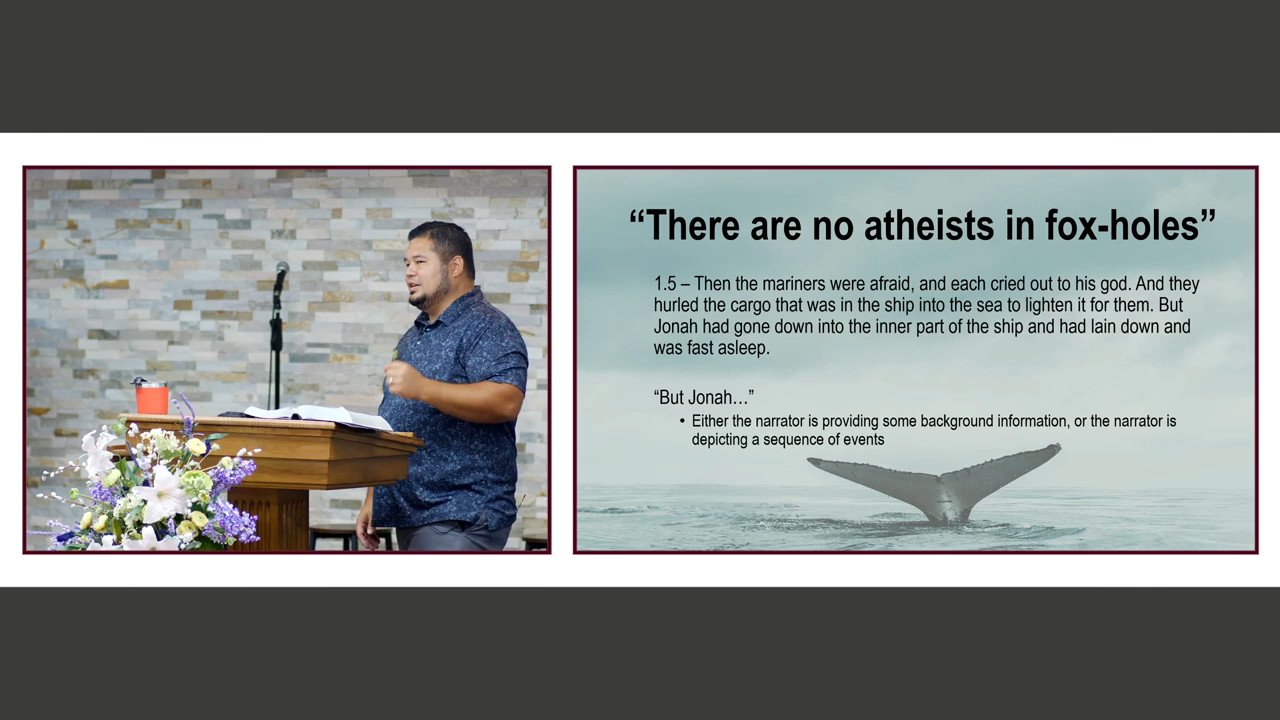 “There are no atheists in fox-holes”
1.5 – Then the mariners were afraid, and each cried out to his god. And they
hurled the cargo that was in the ship into the sea to lighten it for them. But
Jonah had gone down into the inner part of the ship and had lain down and
was fast asleep.
“But Jonah…”
• Either the narrator is providing some background information, or the narrator is
depicting a sequence of events